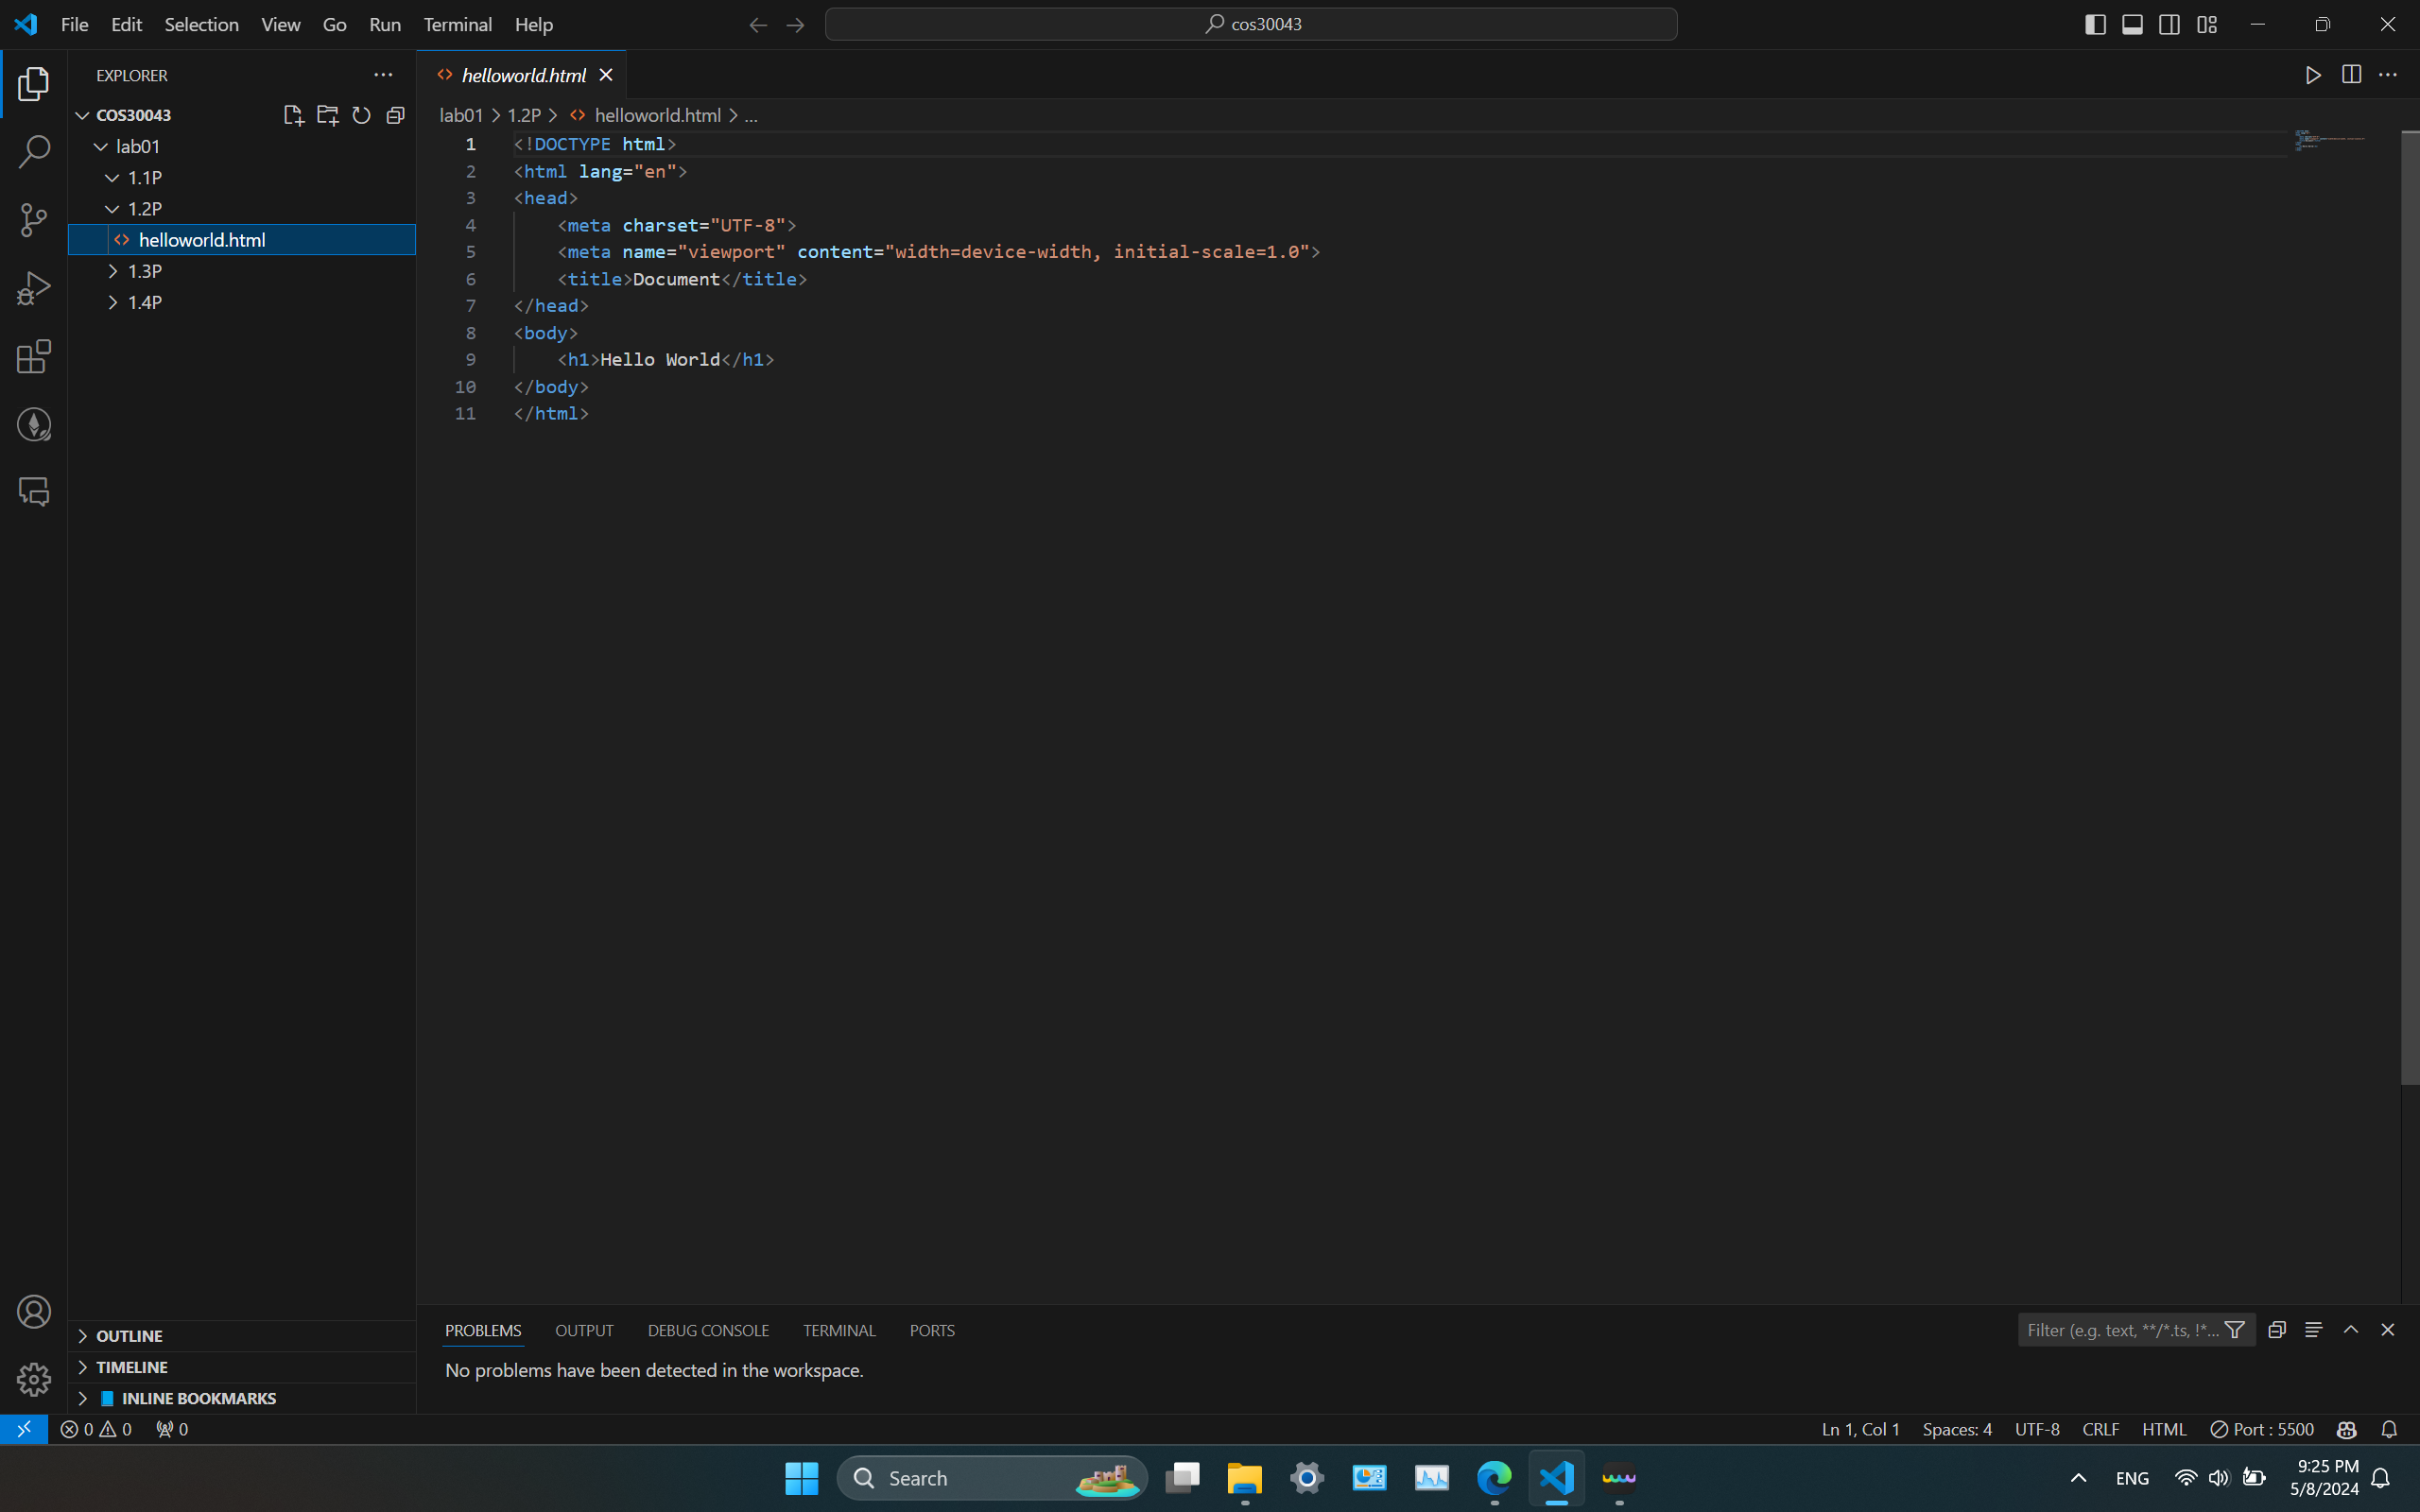 File Edit Selection View Go Run Terminal Help
cos30043
EXPLORER
COS30043
lab01
1.1P
1.2P
helloworld.html
1.3P
1.4P
OUTLINE
TIMELINE
INLINE BOOKMARKS
helloworld.html
lab01 > 1.2P > helloworld.html > ...
1 <!DOCTYPE html>
2 <html lang="en">
3 <head>
4 <meta charset="UTF-8">
5 <meta name="viewport" content="width=device-width, initial-scale=1.0">
6 <title>Document</title>
7 </head>
8 <body>
9 <h1>Hello World</h1>
10 </body>
11 </html>
PROBLEMS OUTPUT DEBUG CONSOLE TERMINAL PORTS
Filter (e.g. text, **/*.ts, !*...
No problems have been detected in the workspace.
0 0 0
Ln 1, Col 1 Spaces: 4 UTF-8 CRLF HTML Port : 5500
Search
ENG
9:25 PM
5/8/2024